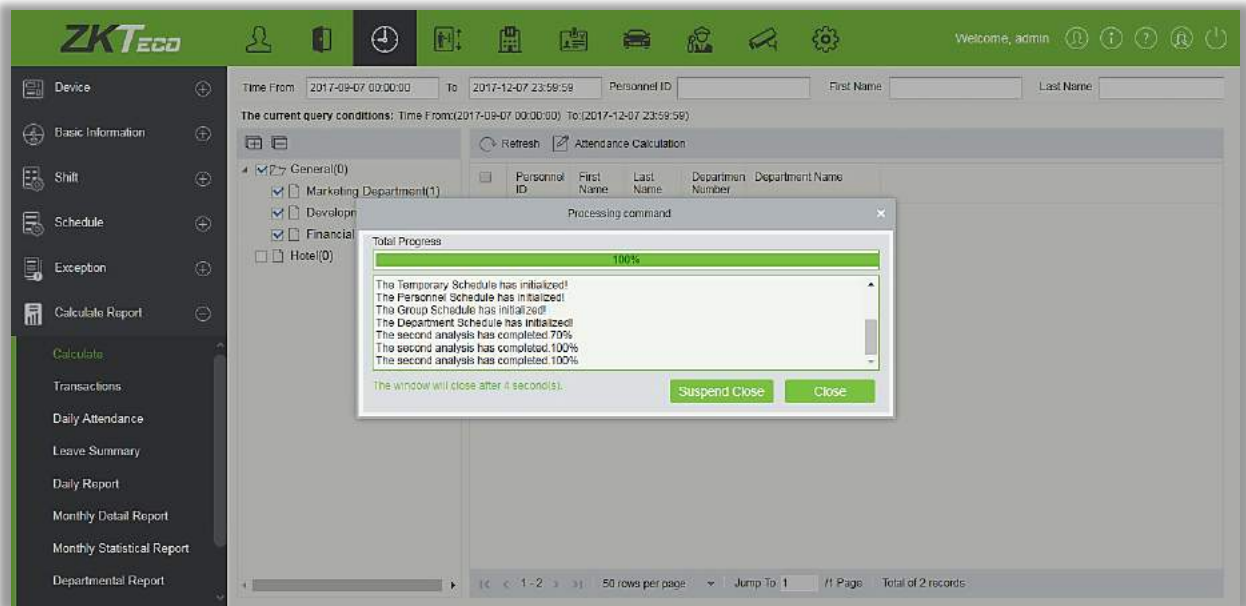 ZKTeco
Welcome, admin
Device
Basic Information
Shift
Schedule
Exception
Calculate Report
Calculate
Transactions
Daily Attendance
Leave Summary
Daily Report
Monthly Detail Report
Monthly Statistical Report
Departmental Report
Time From 2017-09-07 00:00:00 To 2017-12-07 23:59:59 Personnel ID First Name Last Name
The current query conditions: Time From:(2017-09-07 00:00:00) To:(2017-12-07 23:59:59)
Refresh Attendance Calculation
General(0)
Marketing Department(1)
Developm
Financial
Hotel(0)
Personnel ID First Name Last Name Departmen Number Department Name
Processing command
Total Progress
100%
The Temporary Schedule has initialized!
The Personnel Schedule has initialized!
The Group Schedule has initialized!
The Department Schedule has initialized!
The second analysis has completed.70%
The second analysis has completed.100%
The second analysis has completed.100%
The window will close after 4 second(s).
Suspend Close Close
1-2 50 rows per page Jump To 1 /1 Page Total of 2 records